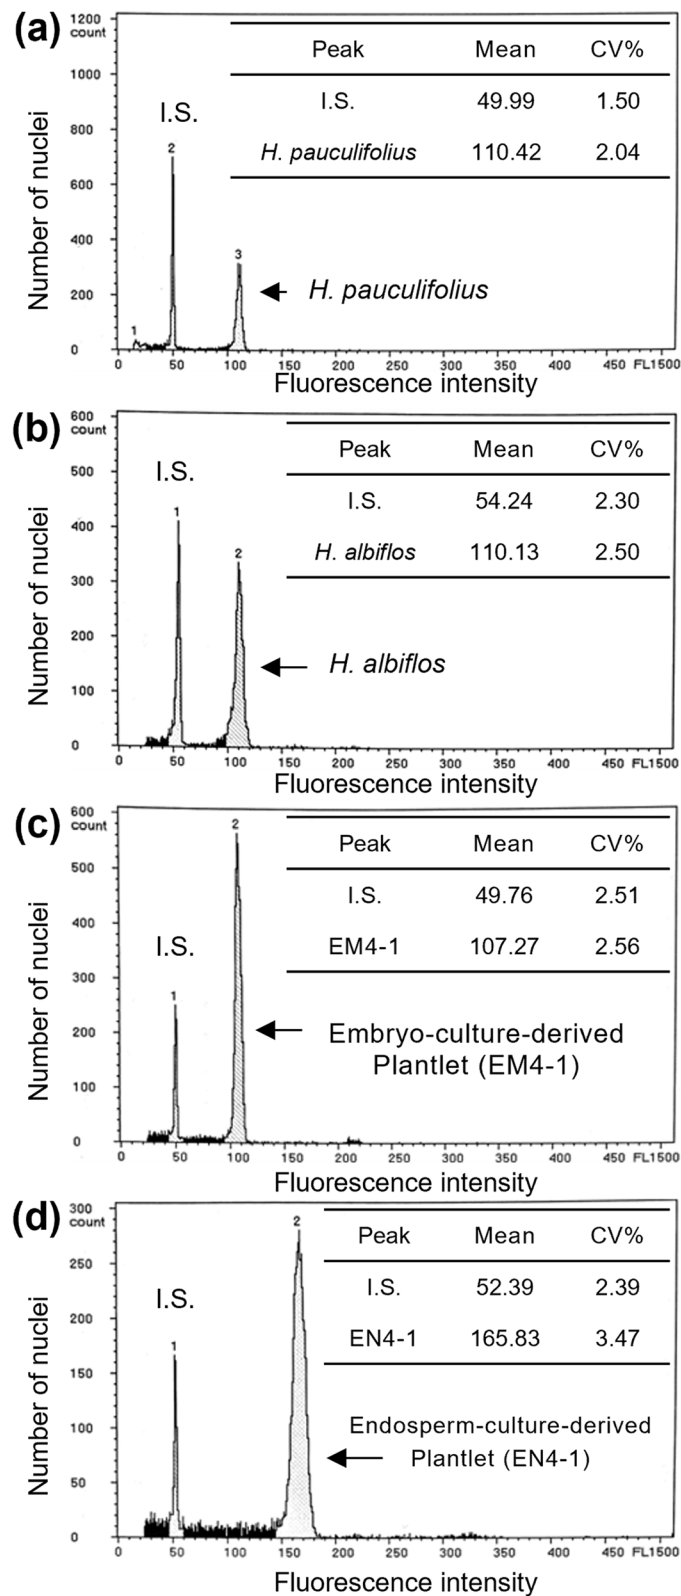 (a)
1200
count
1000
800
600
400
200
0
Number of nuclei
I.S.
1
2
3
Peak Mean CV%
I.S. 49.99 1.50
H. pauculifolius 110.42 2.04
H. pauculifolius
0 50 100 150 200 250 300 350 400 450 FL1500
Fluorescence intensity
(b)
600
count
500
400
300
200
100
0
Number of nuclei
I.S.
1
2
Peak Mean CV%
I.S. 54.24 2.30
H. albiflos 110.13 2.50
H. albiflos
0 50 100 150 200 250 300 350 400 450 FL1500
Fluorescence intensity
(c)
600
count
500
400
300
200
100
0
Number of nuclei
I.S.
1
2
Peak Mean CV%
I.S. 49.76 2.51
EM4-1 107.27 2.56
Embryo-culture-derived
Plantlet (EM4-1)
0 50 100 150 200 250 300 350 400 450 FL1500
Fluorescence intensity
(d)
300
count
250
200
150
100
50
0
Number of nuclei
I.S.
1
2
Peak Mean CV%
I.S. 52.39 2.39
EN4-1 165.83 3.47
Endosperm-culture-derived
Plantlet (EN4-1)
0 50 100 150 200 250 300 350 400 450 FL1500
Fluorescence intensity